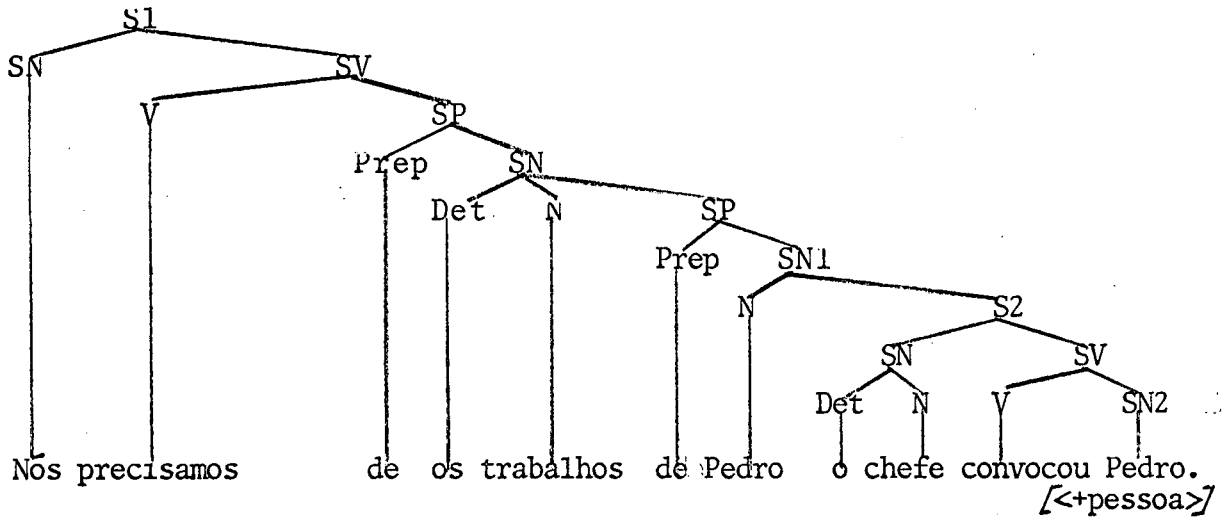 S1
SN SV
V SP
Prep SN
Det N SP
Prep SN1
N S2
SN SV
Det N V SN2
Nós precisamos de os trabalhos de Pedro o chefe convocou Pedro.
[<+pessoa>]